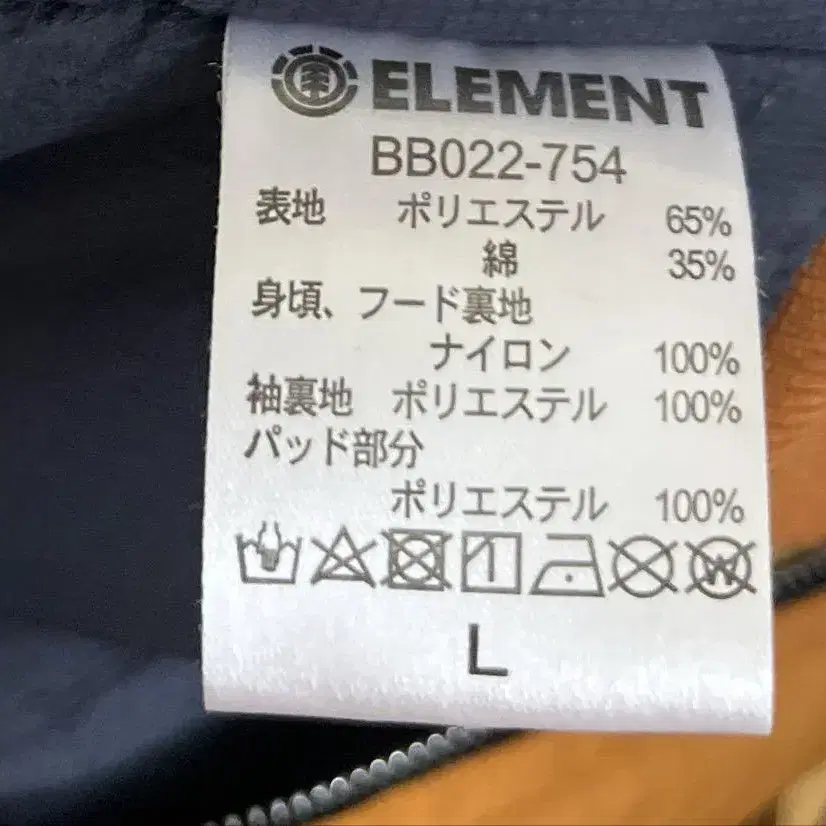 ELEMENT
BB022-754
表地 ポリエステル 65%
綿 35%
身頃、フード裏地
ナイロン 100%
袖裏地 ポリエステル 100%
パッド部分
ポリエステル 100%
W
L